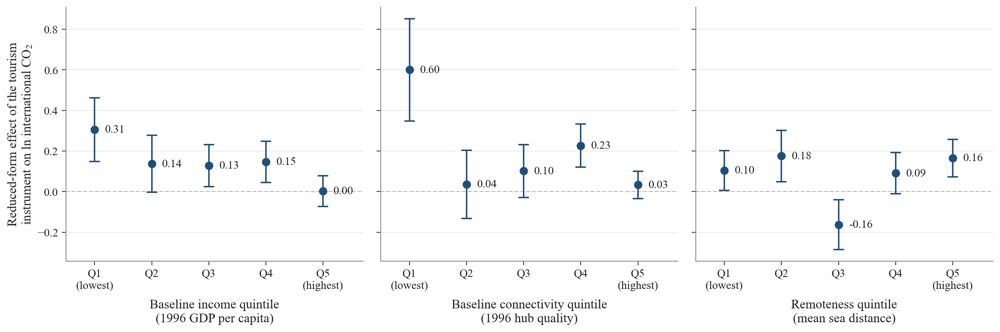 Reduced-form effect of the tourism
instrument on ln international CO₂
0.8
0.6
0.4
0.2
0.0
−0.2
0.31
0.14
0.13
0.15
0.00
Q1
(lowest)
Q2
Q3
Q4
Q5
(highest)
Baseline income quintile
(1996 GDP per capita)
0.60
0.04
0.10
0.23
0.03
Q1
(lowest)
Q2
Q3
Q4
Q5
(highest)
Baseline connectivity quintile
(1996 hub quality)
0.10
0.18
-0.16
0.09
0.16
Q1
(lowest)
Q2
Q3
Q4
Q5
(highest)
Remoteness quintile
(mean sea distance)